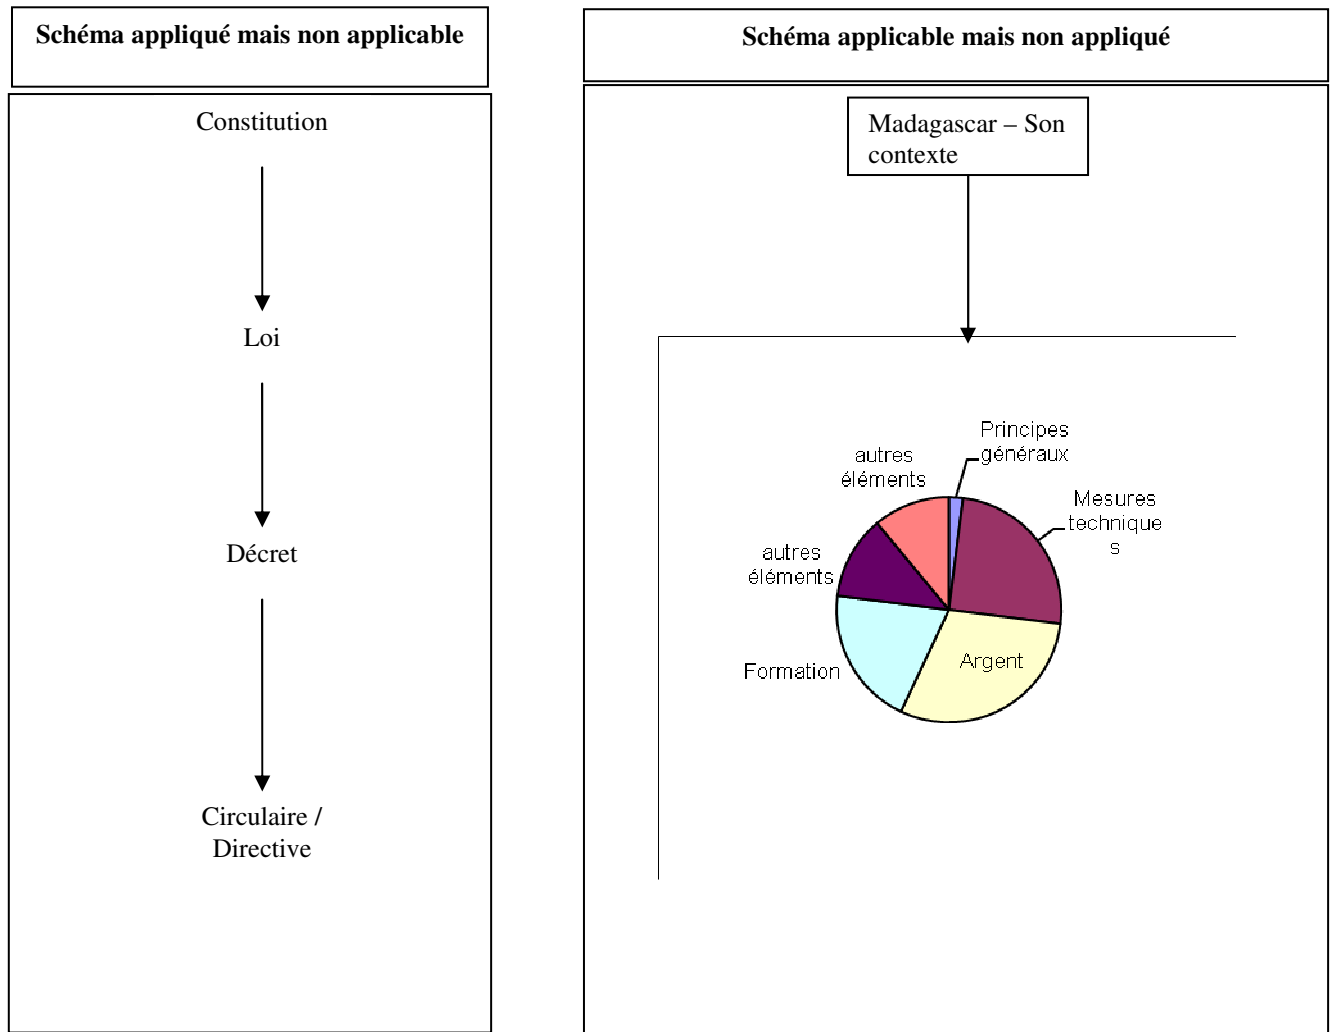 Schéma appliqué mais non applicable
Constitution
Loi
Décret
Circulaire /
Directive
Schéma applicable mais non appliqué
Madagascar – Son
contexte
Principes
généraux
autres
éléments
Mesures
technique
s
autres
éléments
Argent
Formation